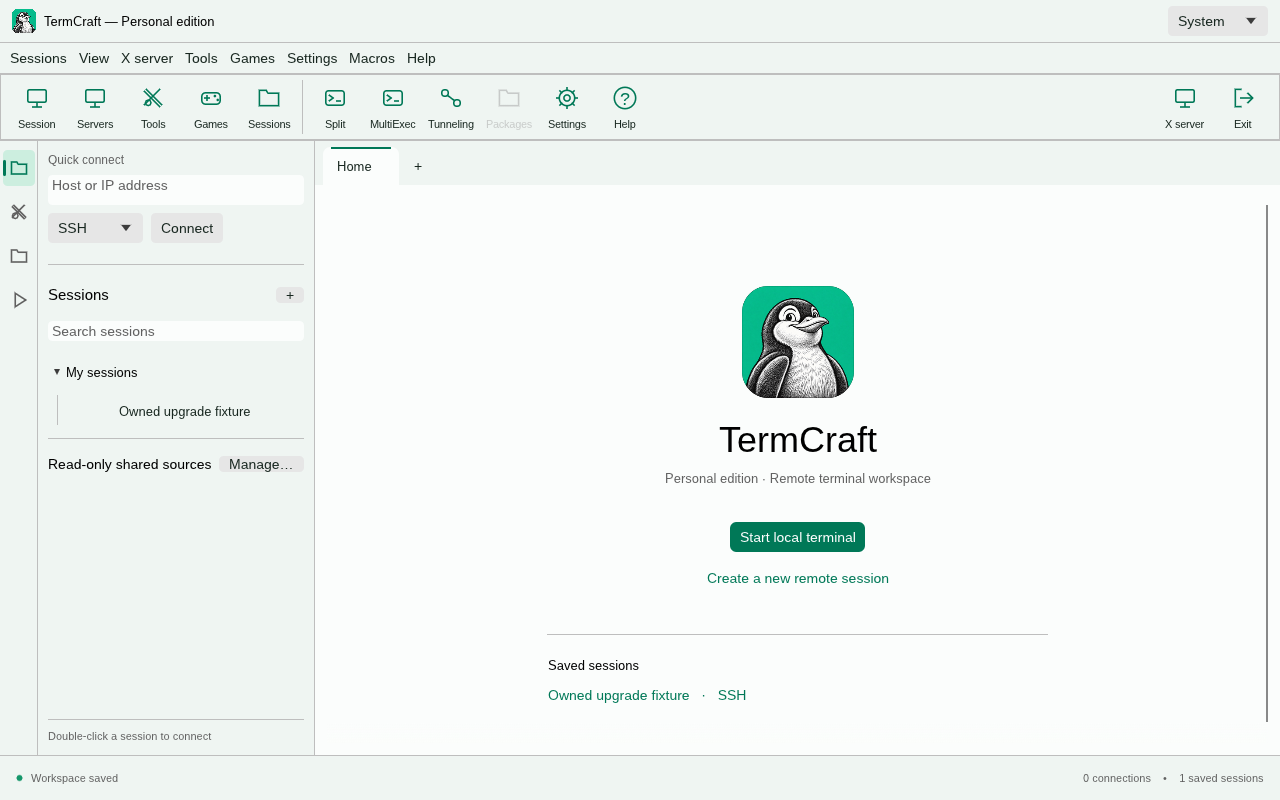 TermCraft — Personal edition
System
Sessions View X server Tools Games Settings Macros Help
Session Servers Tools Games Sessions Split MultiExec Tunneling Packages Settings Help X server Exit
Quick connect
Host or IP address
SSH Connect
Sessions +
Search sessions
My sessions
Owned upgrade fixture
Read-only shared sources Manage…
Double-click a session to connect
Home +
TermCraft
Personal edition · Remote terminal workspace
Start local terminal
Create a new remote session
Saved sessions
Owned upgrade fixture · SSH
Workspace saved
0 connections • 1 saved sessions